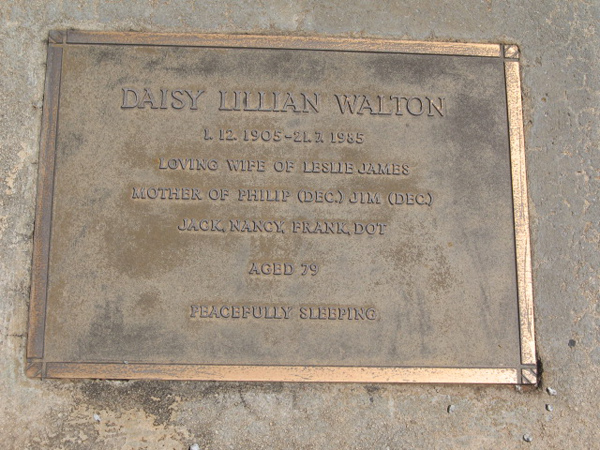 DAISY LILLIAN WALTON
1. 12. 1905-21. 7. 1985
LOVING WIFE OF LESLIE JAMES
MOTHER OF PHILIP (DEC.) JIM (DEC.)
JACK, NANCY, FRANK, DOT
AGED 79
PEACEFULLY SLEEPING